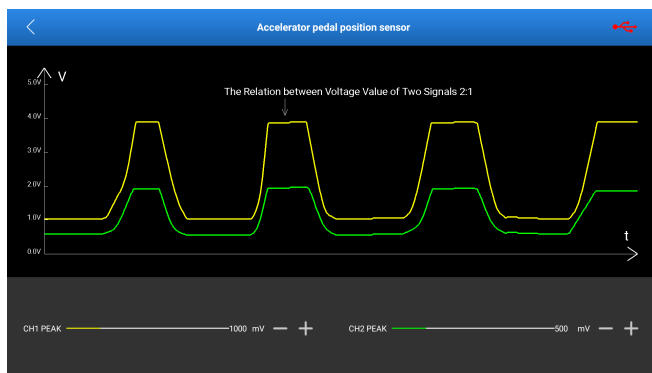 Accelerator pedal position sensor
V
The Relation between Voltage Value of Two Signals 2:1
5.0V
4.0V
3.0V
2.0V
1.0V
0.0V
t
CH1 PEAK 1000 mV
CH2 PEAK 500 mV